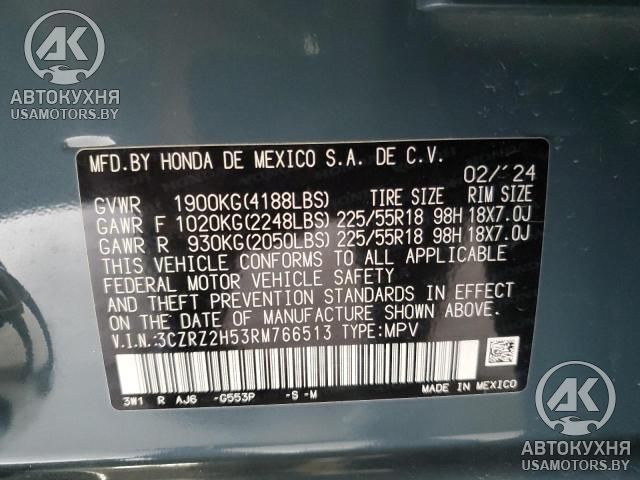 AK
АВТОКУХНЯ
USAMOTORS.BY
MFD.BY HONDA DE MEXICO S.A. DE C.V.
02/'24
GVWR 1900KG(4188LBS) TIRE SIZE RIM SIZE
GAWR F 1020KG(2248LBS) 225/55R18 98H 18X7.0J
GAWR R 930KG(2050LBS) 225/55R18 98H 18X7.0J
THIS VEHICLE CONFORMS TO ALL APPLICABLE
FEDERAL MOTOR VEHICLE SAFETY
AND THEFT PREVENTION STANDARDS IN EFFECT
ON THE DATE OF MANUFACTURE SHOWN ABOVE.
V.I.N.:3CZRZ2H53RM766513 TYPE:MPV
3W1 R AJ6 -G553P -S -M
MADE IN MEXICO
AK
АВТОКУХНЯ
USAMOTORS.BY